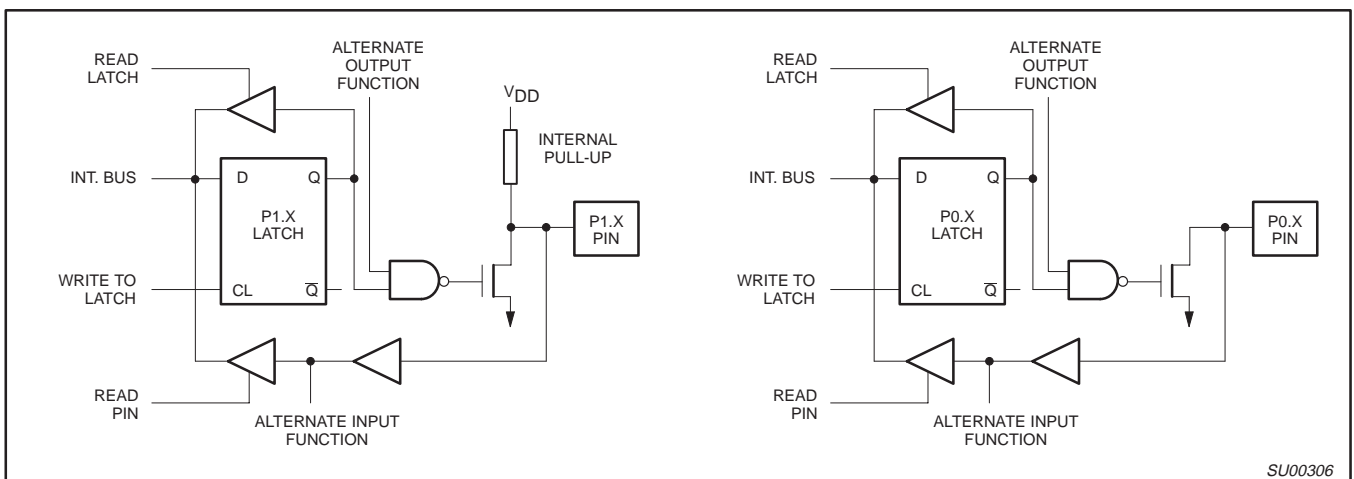 READ
LATCH
ALTERNATE
OUTPUT
FUNCTION
VDD
INTERNAL
PULL-UP
INT. BUS
D
Q
P1.X
LATCH
P1.X
PIN
WRITE TO
LATCH
CL
Q̅
READ
PIN
ALTERNATE INPUT
FUNCTION
READ
LATCH
ALTERNATE
OUTPUT
FUNCTION
INT. BUS
D
Q
P0.X
LATCH
P0.X
PIN
WRITE TO
LATCH
CL
Q̅
READ
PIN
ALTERNATE INPUT
FUNCTION
SU00306